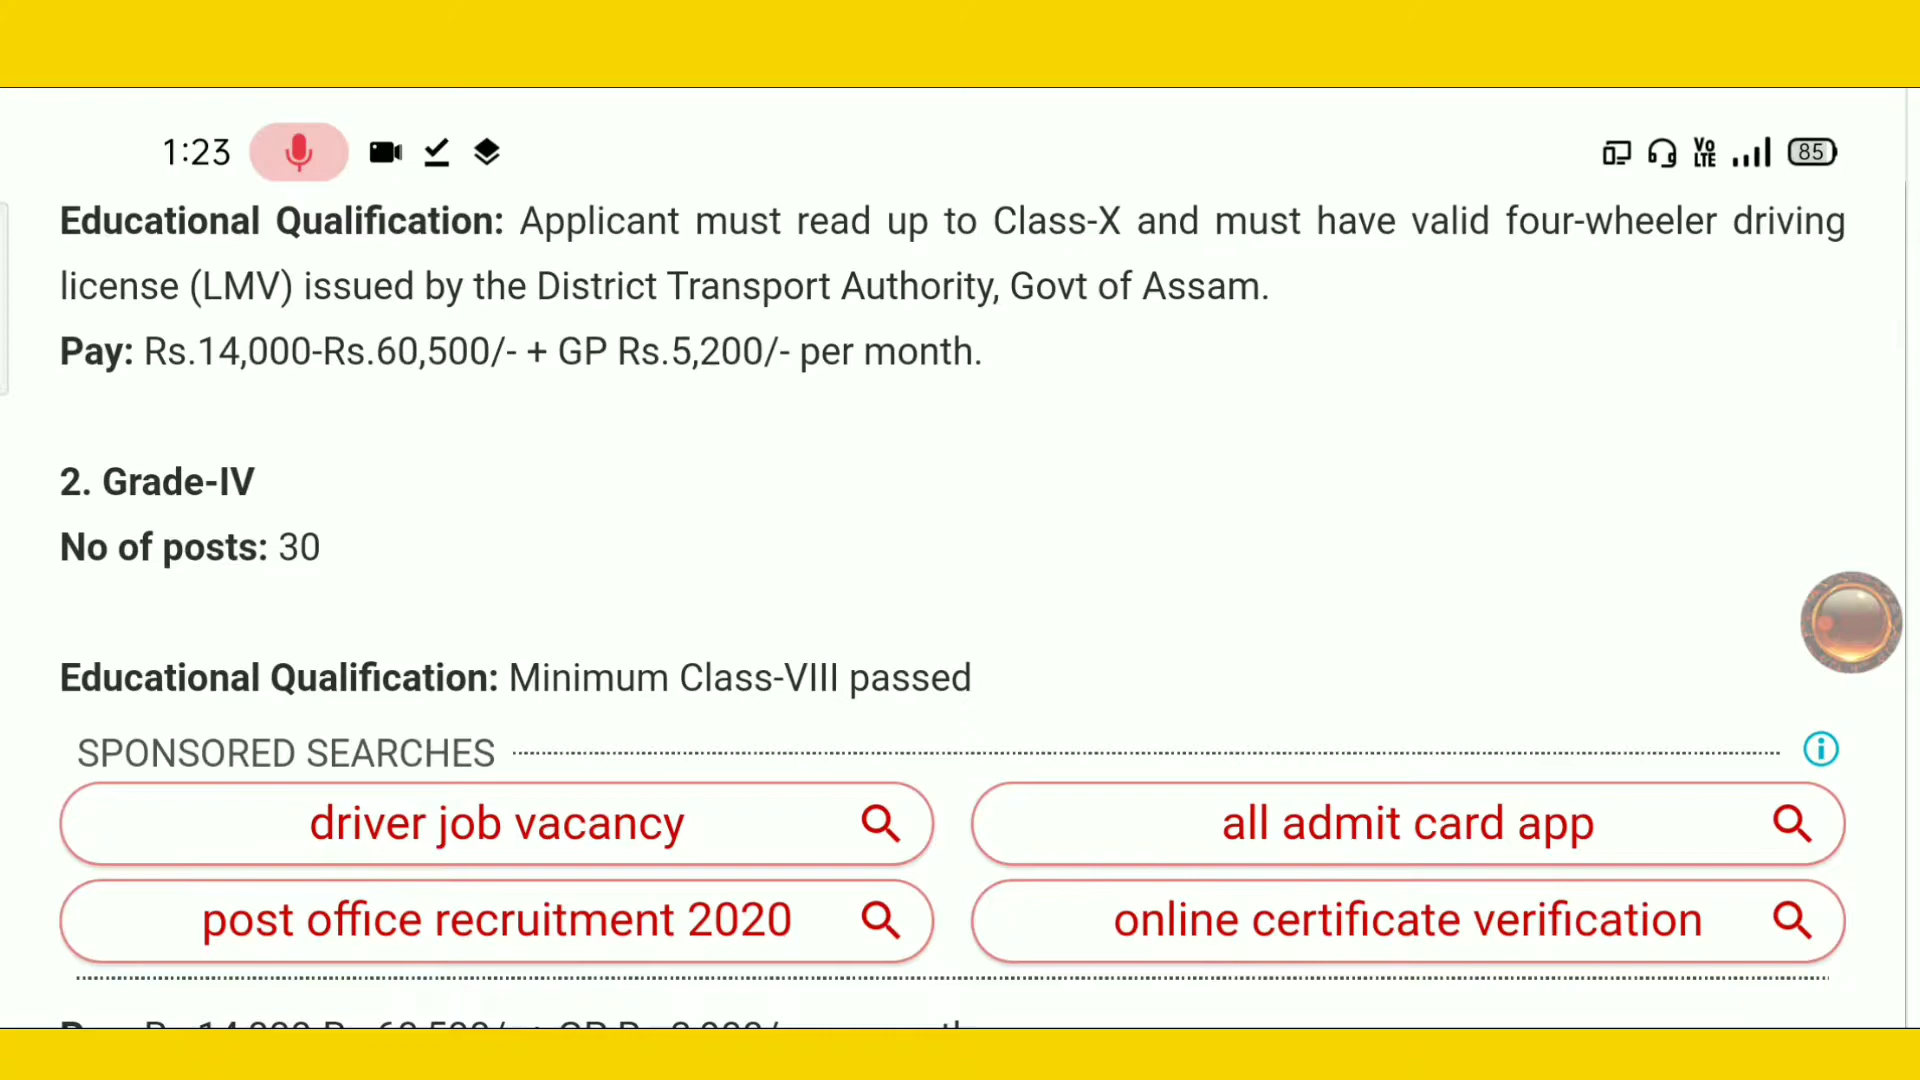 1:23
Vo
LTE
85
Educational Qualification: Applicant must read up to Class-X and must have valid four-wheeler driving
license (LMV) issued by the District Transport Authority, Govt of Assam.
Pay: Rs.14,000-Rs.60,500/- + GP Rs.5,200/- per month.
2. Grade-IV
No of posts: 30
Educational Qualification: Minimum Class-VIII passed
SPONSORED SEARCHES
driver job vacancy
all admit card app
post office recruitment 2020
online certificate verification